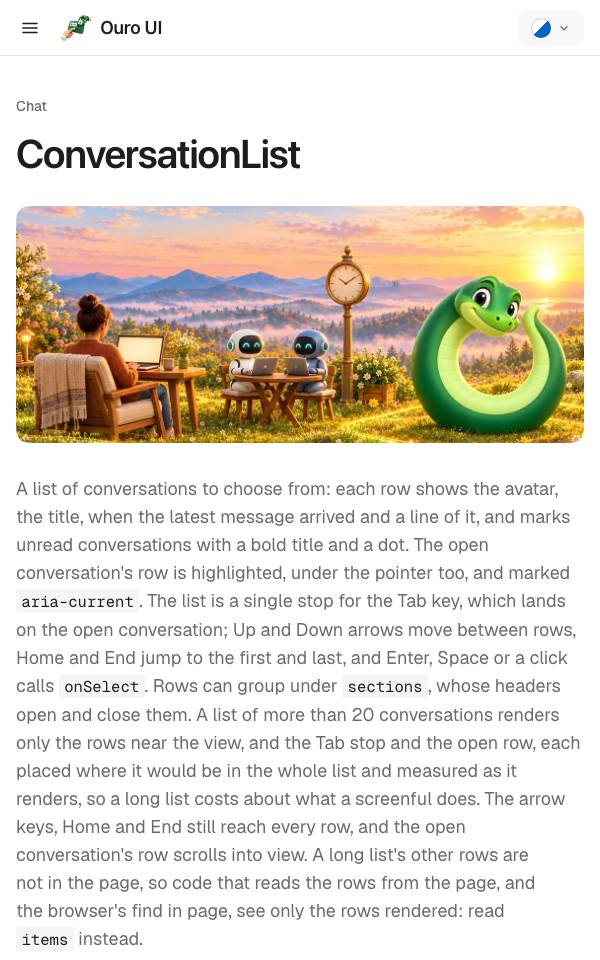 Ouro UI
Chat
ConversationList
A list of conversations to choose from: each row shows the avatar,
the title, when the latest message arrived and a line of it, and marks
unread conversations with a bold title and a dot. The open
conversation's row is highlighted, under the pointer too, and marked
aria-current. The list is a single stop for the Tab key, which lands
on the open conversation; Up and Down arrows move between rows,
Home and End jump to the first and last, and Enter, Space or a click
calls onSelect. Rows can group under sections, whose headers
open and close them. A list of more than 20 conversations renders
only the rows near the view, and the Tab stop and the open row, each
placed where it would be in the whole list and measured as it
renders, so a long list costs about what a screenful does. The arrow
keys, Home and End still reach every row, and the open
conversation's row scrolls into view. A long list's other rows are
not in the page, so code that reads the rows from the page, and
the browser's find in page, see only the rows rendered: read
items instead.